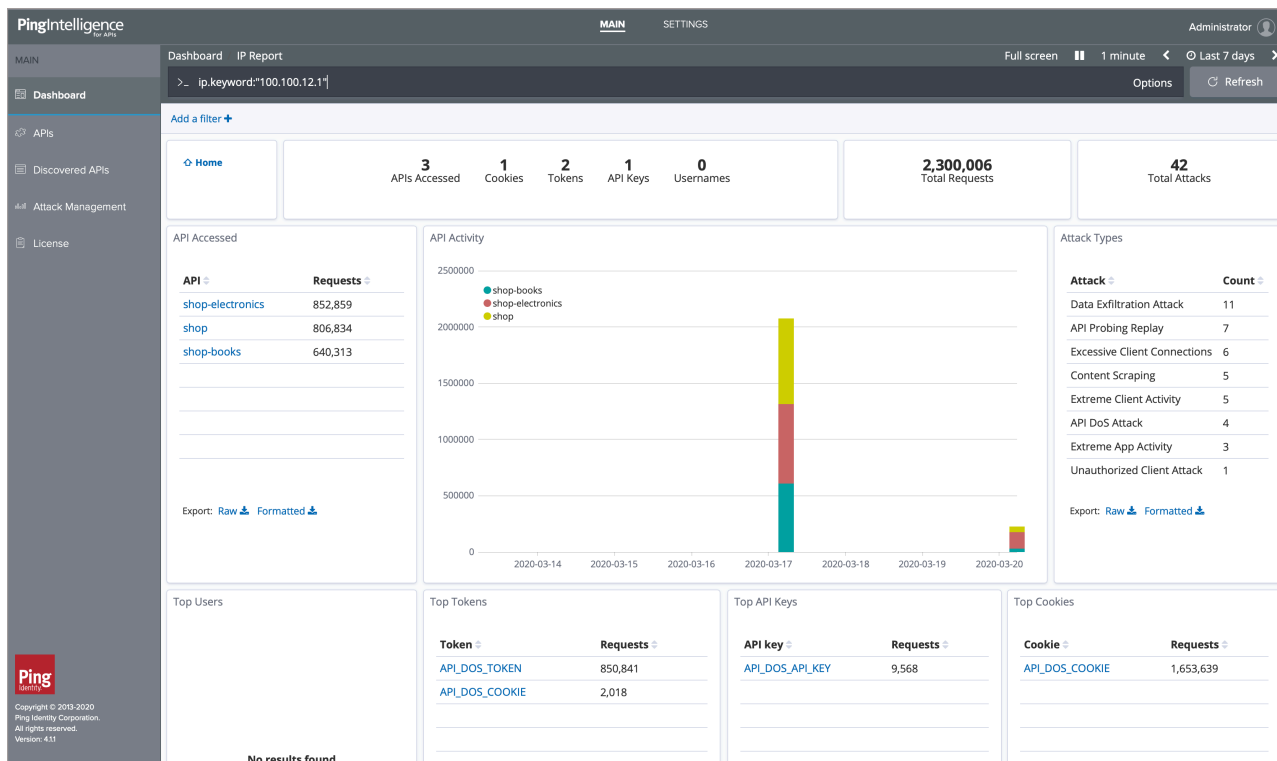 PingIntelligence
for APIs
MAIN
SETTINGS
Administrator
MAIN
Dashboard
APIs
Discovered APIs
Attack Management
License
Dashboard IP Report
Full screen 1 minute Last 7 days
>_ ip.keyword:"100.100.12.1"
Options
Refresh
Add a filter
Home
3 1 2 1 0
APIs Accessed Cookies Tokens API Keys Usernames
2,300,006
Total Requests
42
Total Attacks
API Accessed
API Requests
shop-electronics 852,859
shop 806,834
shop-books 640,313
Export: Raw Formatted
API Activity
2500000
shop-books
shop-electronics
shop
2000000
1500000
1000000
500000
0
2020-03-14 2020-03-15 2020-03-16 2020-03-17 2020-03-18 2020-03-19 2020-03-20
Attack Types
Attack Count
Data Exfiltration Attack 11
API Probing Replay 7
Excessive Client Connections 6
Content Scraping 5
Extreme Client Activity 5
API DoS Attack 4
Extreme App Activity 3
Unauthorized Client Attack 1
Export: Raw Formatted
Top Users
No results found
Top Tokens
Token Requests
API_DOS_TOKEN 850,841
API_DOS_COOKIE 2,018
Top API Keys
API key Requests
API_DOS_API_KEY 9,568
Top Cookies
Cookie Requests
API_DOS_COOKIE 1,653,639
Ping
Identity
Copyright © 2013-2020
Ping Identity Corporation.
All rights reserved.
Version: 4.1.1